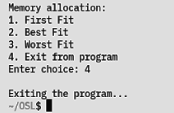 Memory allocation:
1. First Fit
2. Best Fit
3. Worst Fit
4. Exit from program
Enter choice: 4
Exiting the program...
~/OSL$